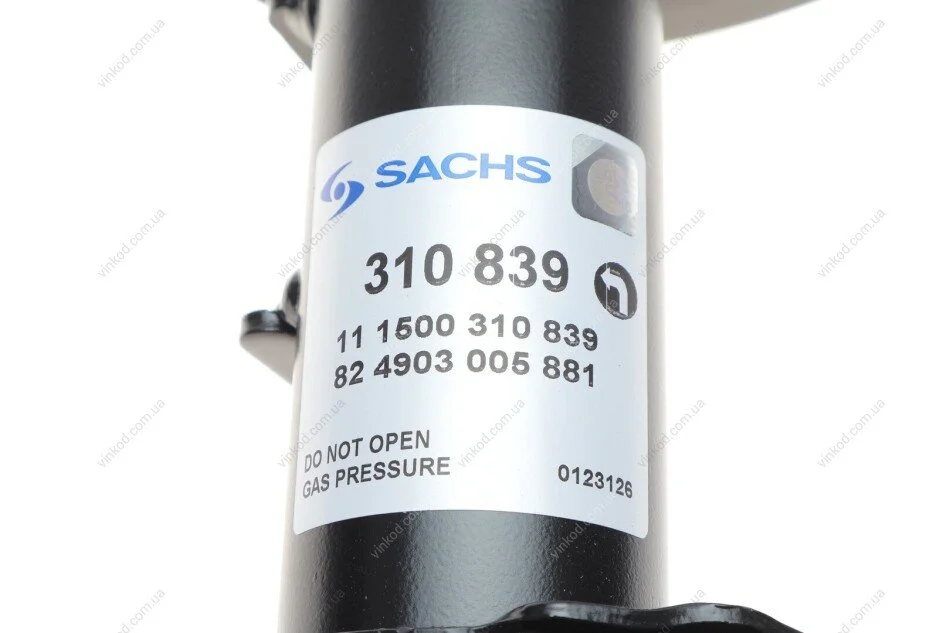 SACHS
310 839
11 1500 310 839
82 4903 005 881
DO NOT OPEN
GAS PRESSURE
0123126
vinkod.com.ua